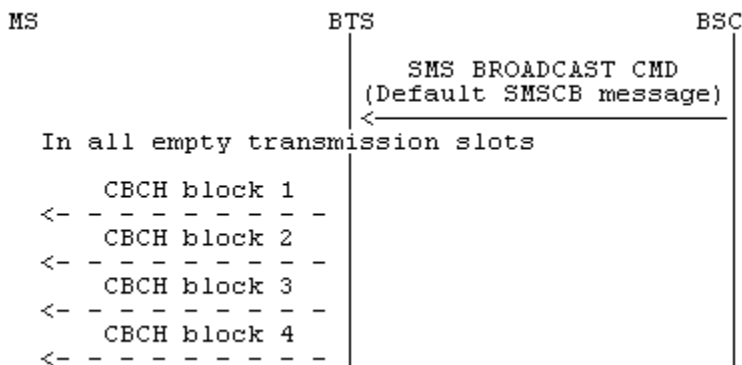 MS BTS BSC
SMS BROADCAST CMD
(Default SMSCB message)
In all empty transmission slots
CBCH block 1
CBCH block 2
CBCH block 3
CBCH block 4